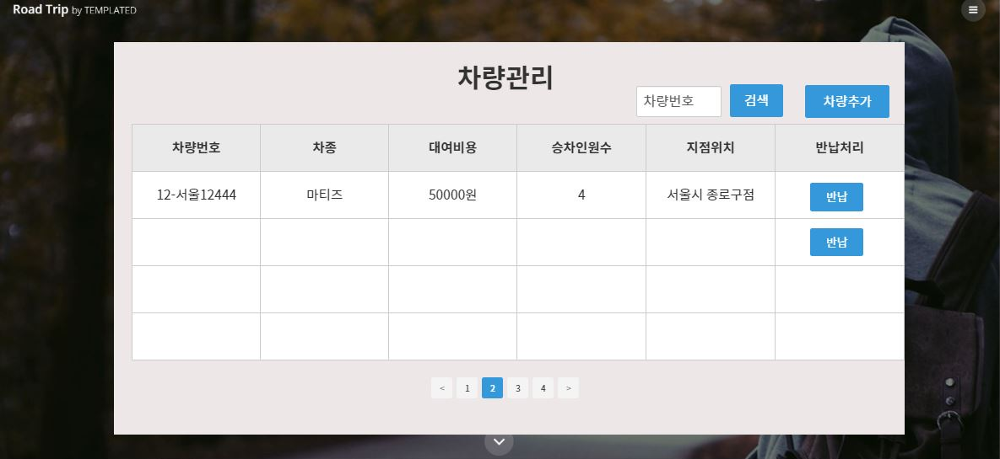 Road Trip by TEMPLATED
차량관리
차량번호 검색 차량추가
차량번호 차종 대여비용 승차인원수 지점위치 반납처리
12-서울12444 마티즈 50000원 4 서울시 종로구점 반납
반납
< 1 2 3 4 >